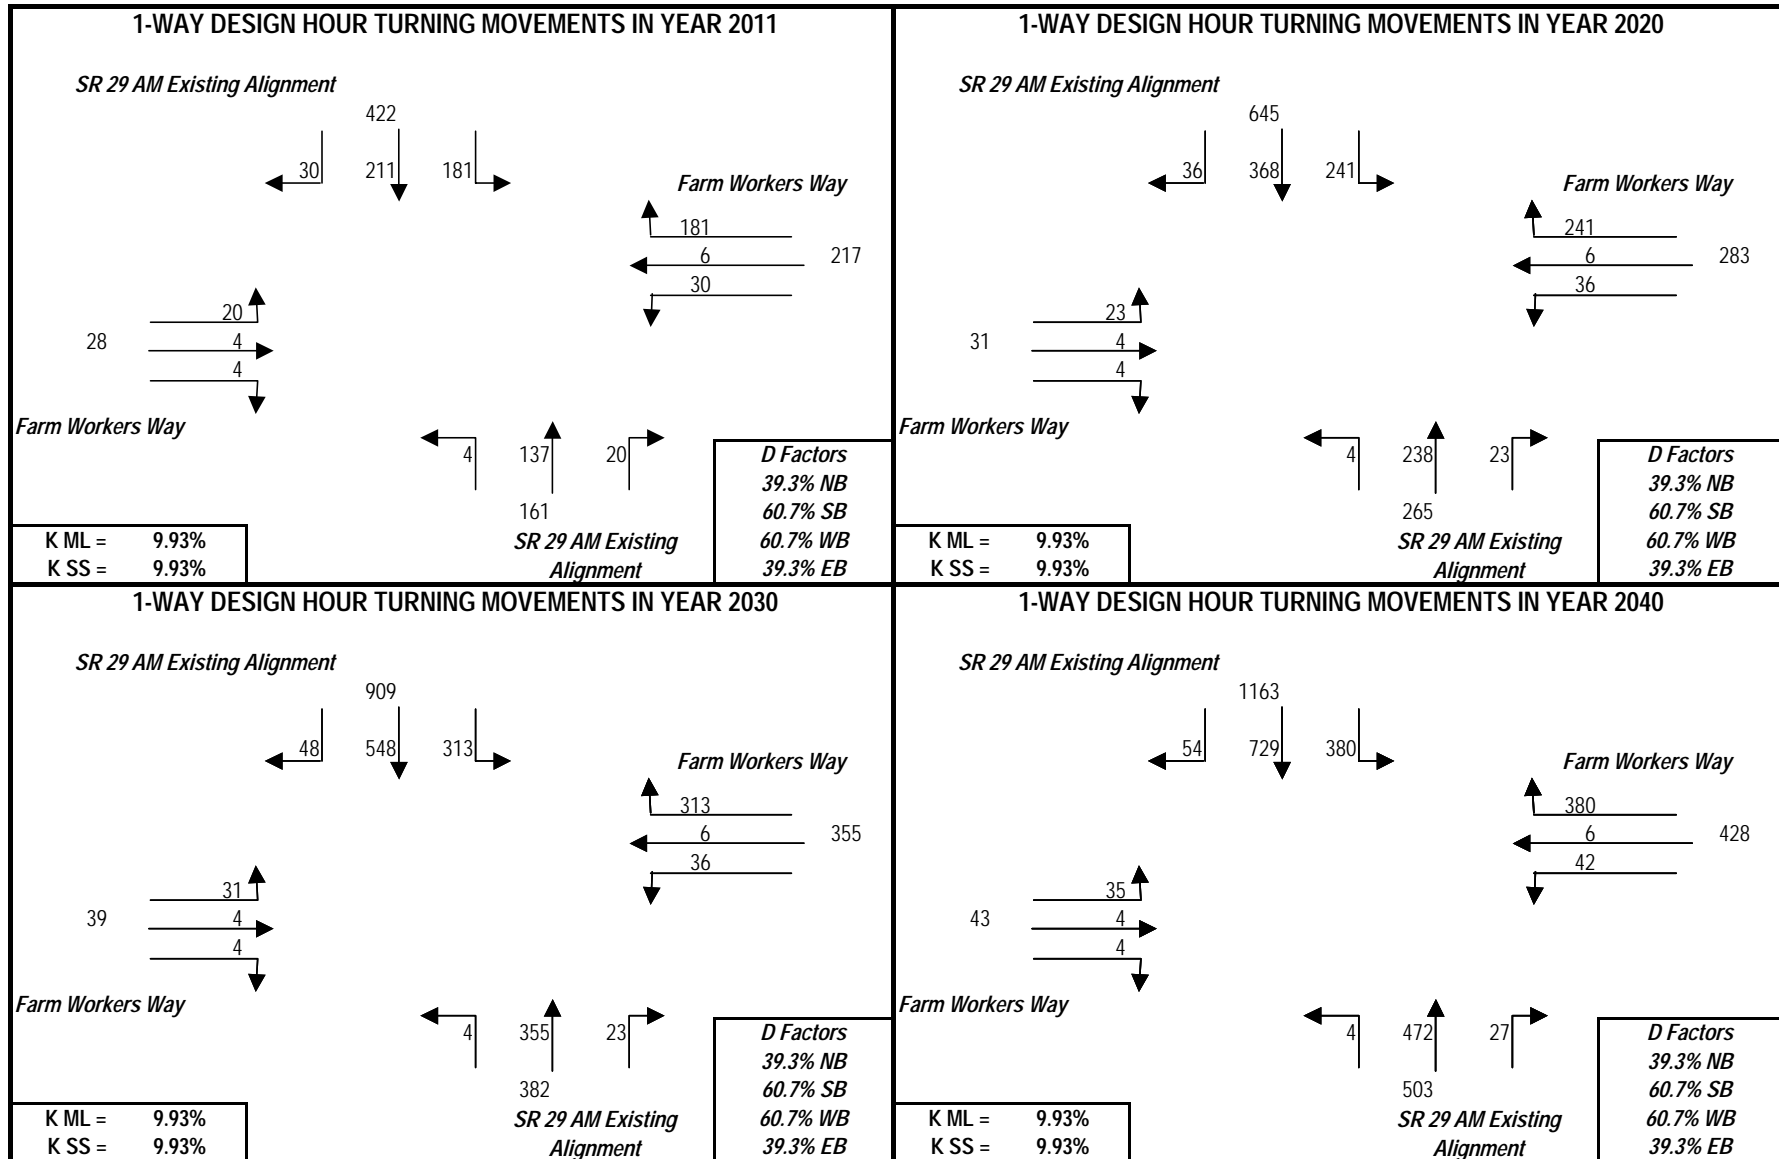 1-WAY DESIGN HOUR TURNING MOVEMENTS IN YEAR 2011
SR 29 AM Existing Alignment
422
30 211 181
Farm Workers Way
181
6 217
30
20
28 4
4
Farm Workers Way
4 137 20
161
SR 29 AM Existing
Alignment
D Factors
39.3% NB
60.7% SB
60.7% WB
39.3% EB
K ML = 9.93%
K SS = 9.93%
1-WAY DESIGN HOUR TURNING MOVEMENTS IN YEAR 2020
SR 29 AM Existing Alignment
645
36 368 241
Farm Workers Way
241
6 283
36
23
31 4
4
Farm Workers Way
4 238 23
265
SR 29 AM Existing
Alignment
D Factors
39.3% NB
60.7% SB
60.7% WB
39.3% EB
K ML = 9.93%
K SS = 9.93%
1-WAY DESIGN HOUR TURNING MOVEMENTS IN YEAR 2030
SR 29 AM Existing Alignment
909
48 548 313
Farm Workers Way
313
6 355
36
31
39 4
4
Farm Workers Way
4 355 23
382
SR 29 AM Existing
Alignment
D Factors
39.3% NB
60.7% SB
60.7% WB
39.3% EB
K ML = 9.93%
K SS = 9.93%
1-WAY DESIGN HOUR TURNING MOVEMENTS IN YEAR 2040
SR 29 AM Existing Alignment
1163
54 729 380
Farm Workers Way
380
6 428
42
35
43 4
4
Farm Workers Way
4 472 27
503
SR 29 AM Existing
Alignment
D Factors
39.3% NB
60.7% SB
60.7% WB
39.3% EB
K ML = 9.93%
K SS = 9.93%